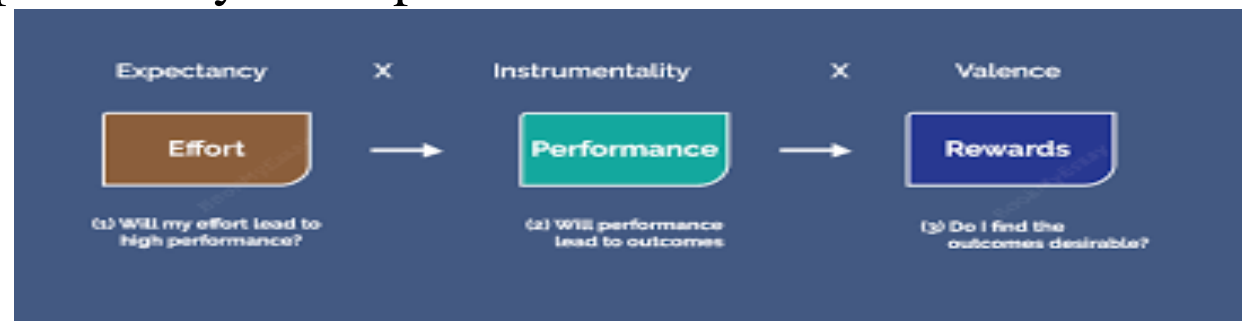 Expectancy x Instrumentality x Valence
Effort Performance Rewards
(1) Will my effort lead to
high performance?
(2) Will performance
lead to outcomes
(3) Do I find the
outcomes desirable?